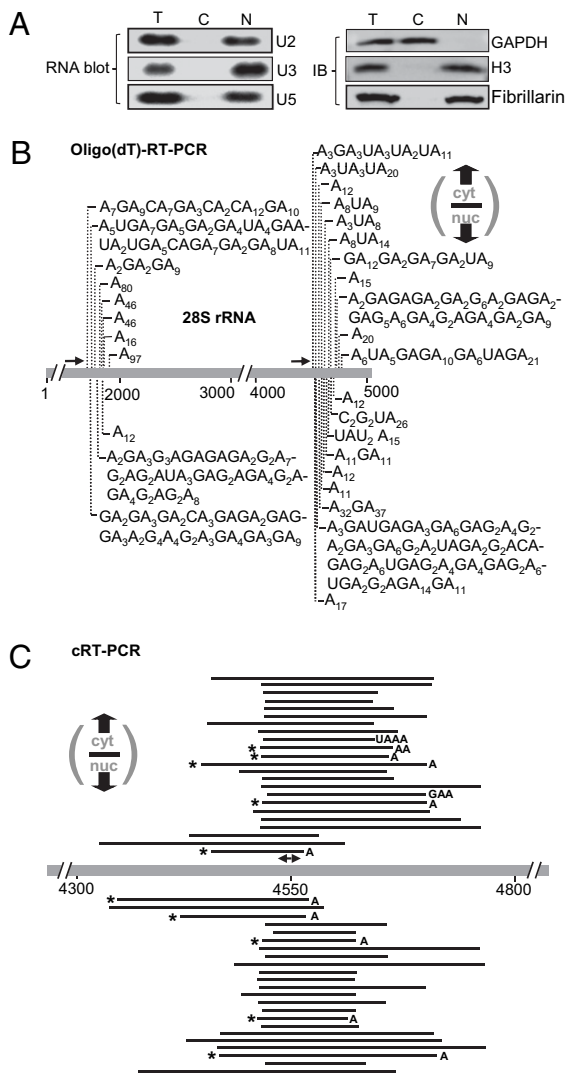 A
T C N
RNA blot
U2
U3
U5
T C N
IB
GAPDH
H3
Fibrillarin
B
Oligo(dT)-RT-PCR
A7GA9CA7GA3CA2CA12GA10
A5UGA7GA5GA2GA4UA4GAA-
UA2UGA5CAGA7GA2GA8UA11
A2GA2GA9
A80
A46
A46
A16
A97
28S rRNA
A3GA3UA3UA2UA11
A3UA3UA20
A12
A8UA9
A3UA8
A8UA14
GA12GA2GA7GA2UA9
A15
A2GAGAGA2GA2G6A2GAGA2-
GAG5A6GA4G2AGA4GA2GA9
A20
A6UA5GAGA10GA6UAGA21
cyt
nuc
1 2000 3000 4000 5000
A12
A2GA3G3AGAGAGA2G2A7-
G2AG2AUA3GAG2AGA4G2A-
GA4G2AG2A8
GA2GA3GA2CA3GAGA2GAG-
GA3A2G4A4G2A3GA4GA3GA9
A12
C2G2UA26
UAU2 A15
A11GA11
A12
A11
A32GA37
A3GAUGAGA3GA6GAG2A4G2-
A2GA3GA6G2A2UAGA2G2ACA-
GAG2A6UGAG2A4GA4GAG2A6-
UGA2G2AGA14GA11
A17
C
cRT-PCR
cyt
nuc
UAAA
* AA
* A
* A
GAA
* A
* A
4300 4550 4800
* A
* A
* A
* A
* A